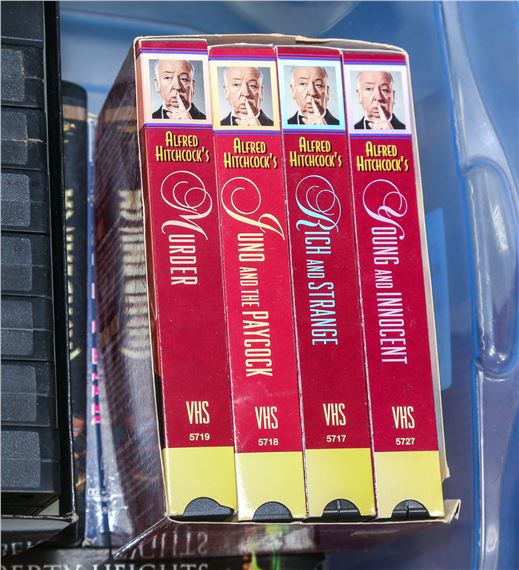 ALFRED
HITCHCOCK'S
MURDER
VHS
5719
ALFRED
HITCHCOCK'S
JUNO AND THE PAYCOCK
VHS
5718
ALFRED
HITCHCOCK'S
RICH AND STRANGE
VHS
5717
ALFRED
HITCHCOCK'S
YOUNG AND INNOCENT
VHS
5727
HEIGHTS